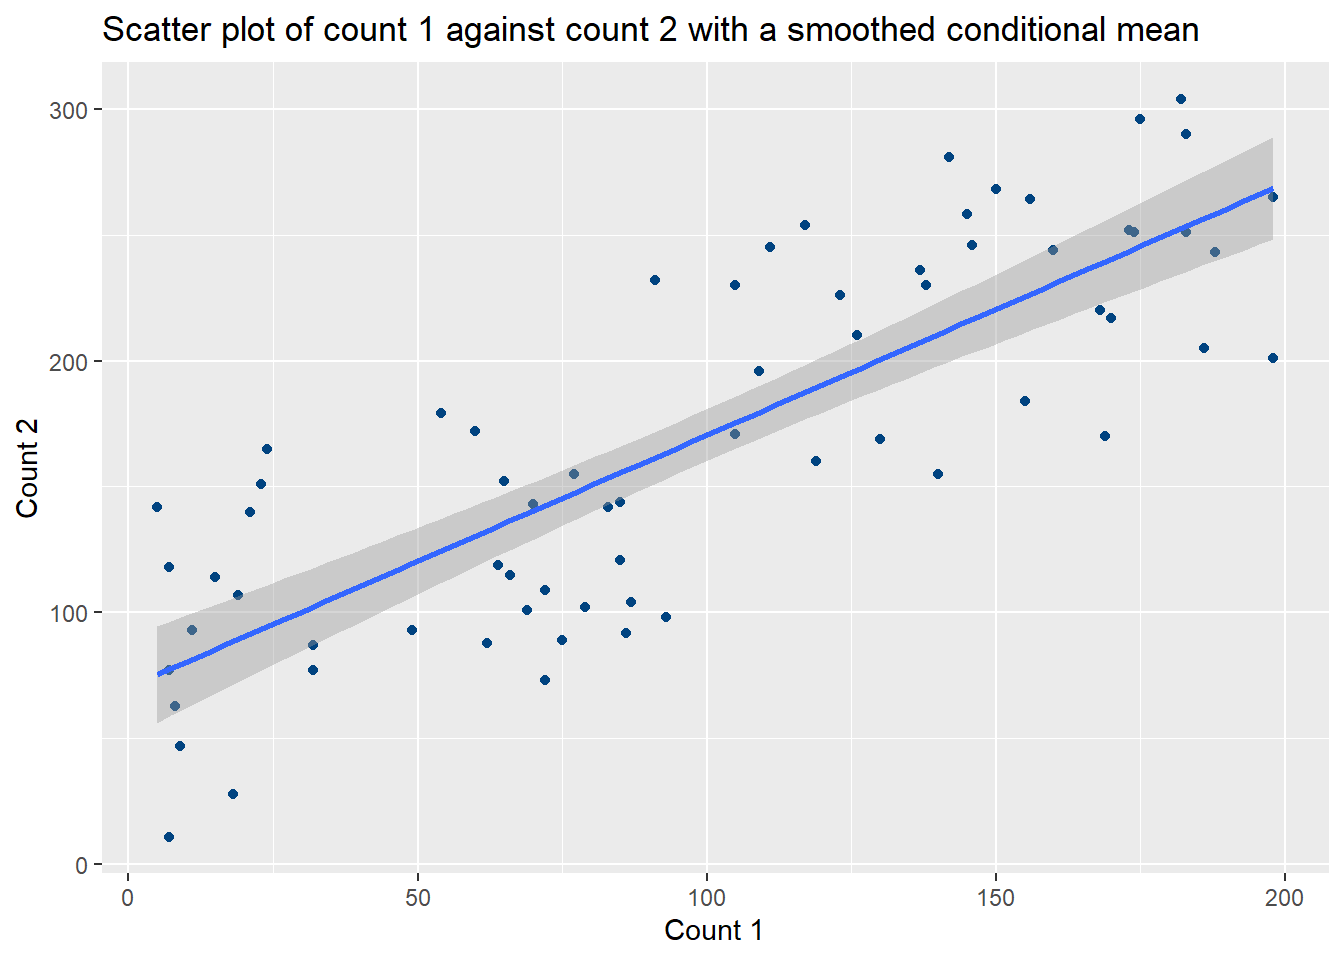 Scatter plot of count 1 against count 2 with a smoothed conditional mean
300
200
100
0
Count 2
0 50 100 150 200
Count 1